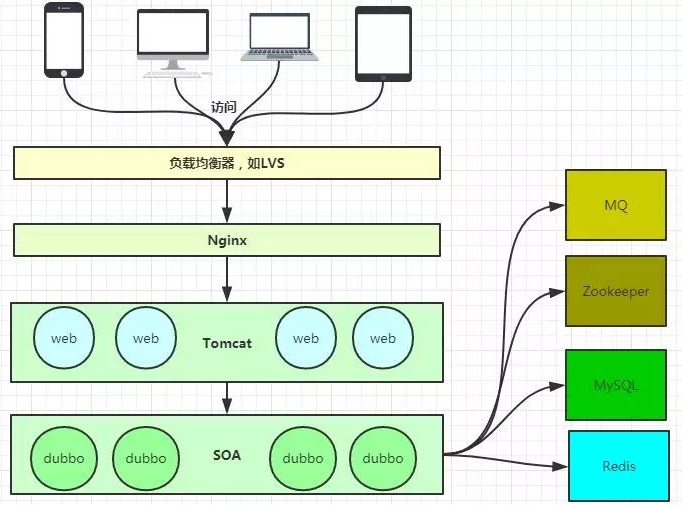 访问
负载均衡器，如LVS
Nginx
web
web
Tomcat
web
web
dubbo
dubbo
SOA
dubbo
dubbo
MQ
Zookeeper
MySQL
Redis